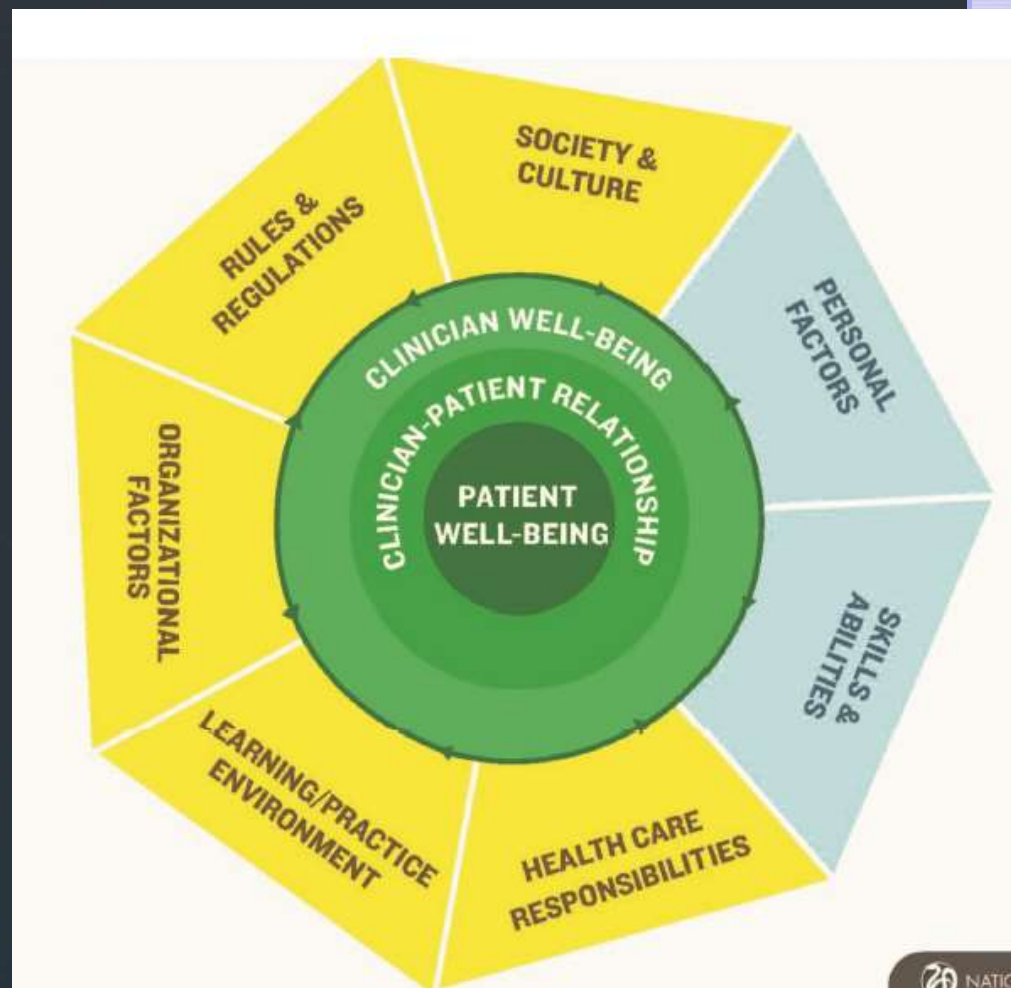 SOCIETY &
CULTURE
PERSONAL
FACTORS
SKILLS &
ABILITIES
HEALTH CARE
RESPONSIBILITIES
LEARNING/PRACTICE
ENVIRONMENT
ORGANIZATIONAL
FACTORS
RULES &
REGULATIONS
CLINICIAN WELL-BEING
CLINICIAN-PATIENT RELATIONSHIP
PATIENT
WELL-BEING